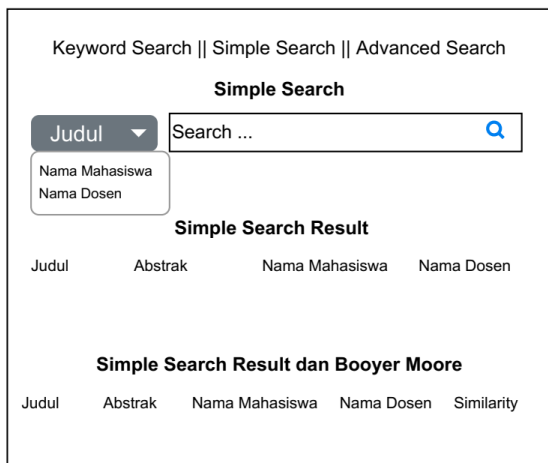 Keyword Search || Simple Search || Advanced Search
Simple Search
Judul
Search ...
Nama Mahasiswa
Nama Dosen
Simple Search Result
Judul Abstrak Nama Mahasiswa Nama Dosen
Simple Search Result dan Booyer Moore
Judul Abstrak Nama Mahasiswa Nama Dosen Similarity